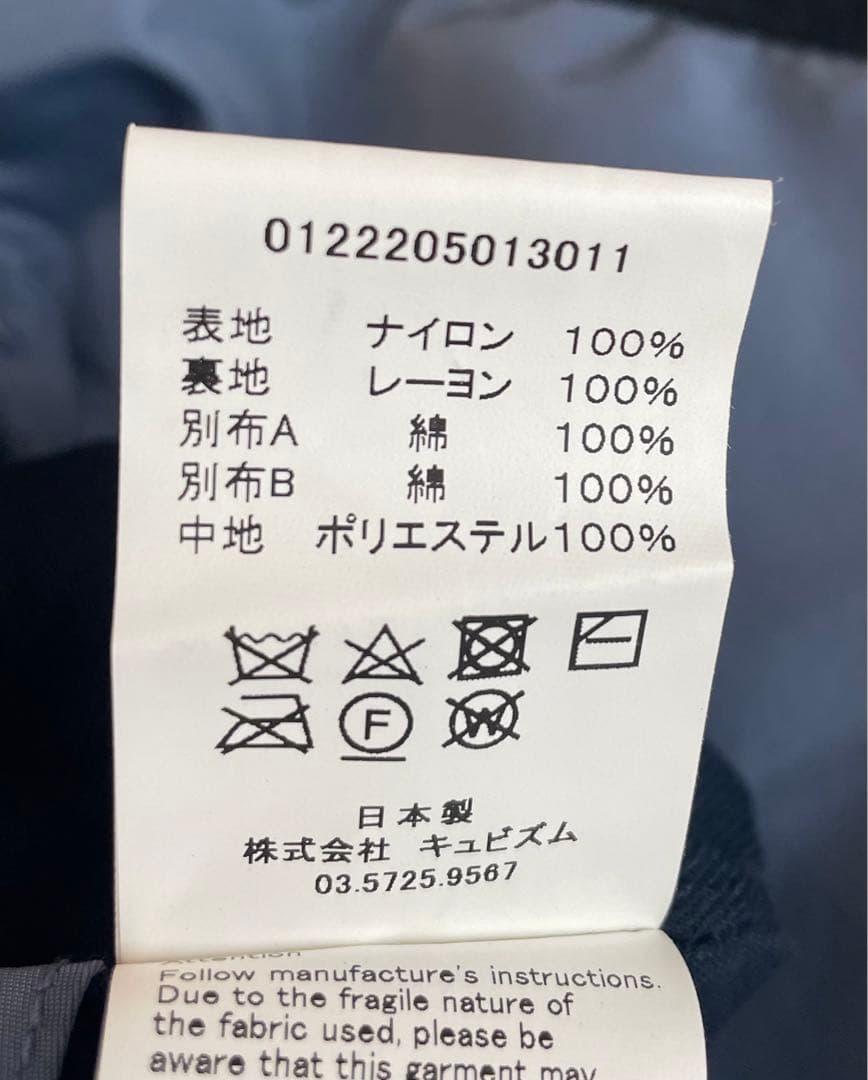 0122205013011
表地 ナイロン 100%
裏地 レーヨン 100%
別布A 綿 100%
別布B 綿 100%
中地 ポリエステル100%
F
W
日本製
株式会社 キュビズム
03.5725.9567
Attention
Follow manufacture's instructions.
Due to the fragile nature of
the fabric used, please be
aware that this garment may